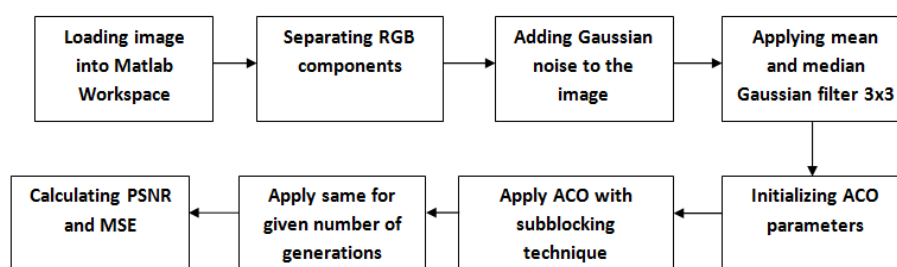 Loading image
into Matlab
Workspace
Separating RGB
components
Adding Gaussian
noise to the
image
Applying mean
and median
Gaussian filter 3x3
Calculating PSNR
and MSE
Apply same for
given number of
generations
Apply ACO with
subblocking
technique
Initializing ACO
parameters